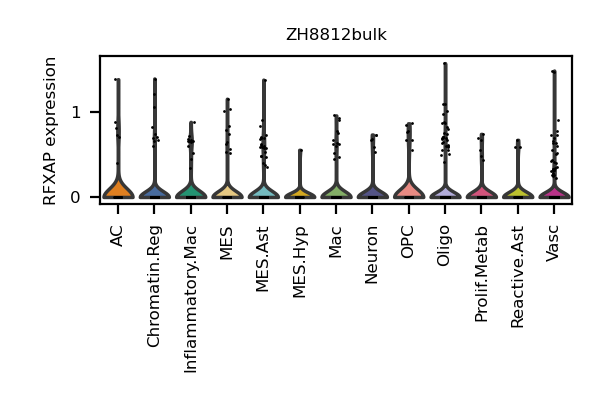 ZH8812bulk
RFXAP expression
1
0
AC
Chromatin.Reg
Inflammatory.Mac
MES
MES.Ast
MES.Hyp
Mac
Neuron
OPC
Oligo
Prolif.Metab
Reactive.Ast
Vasc